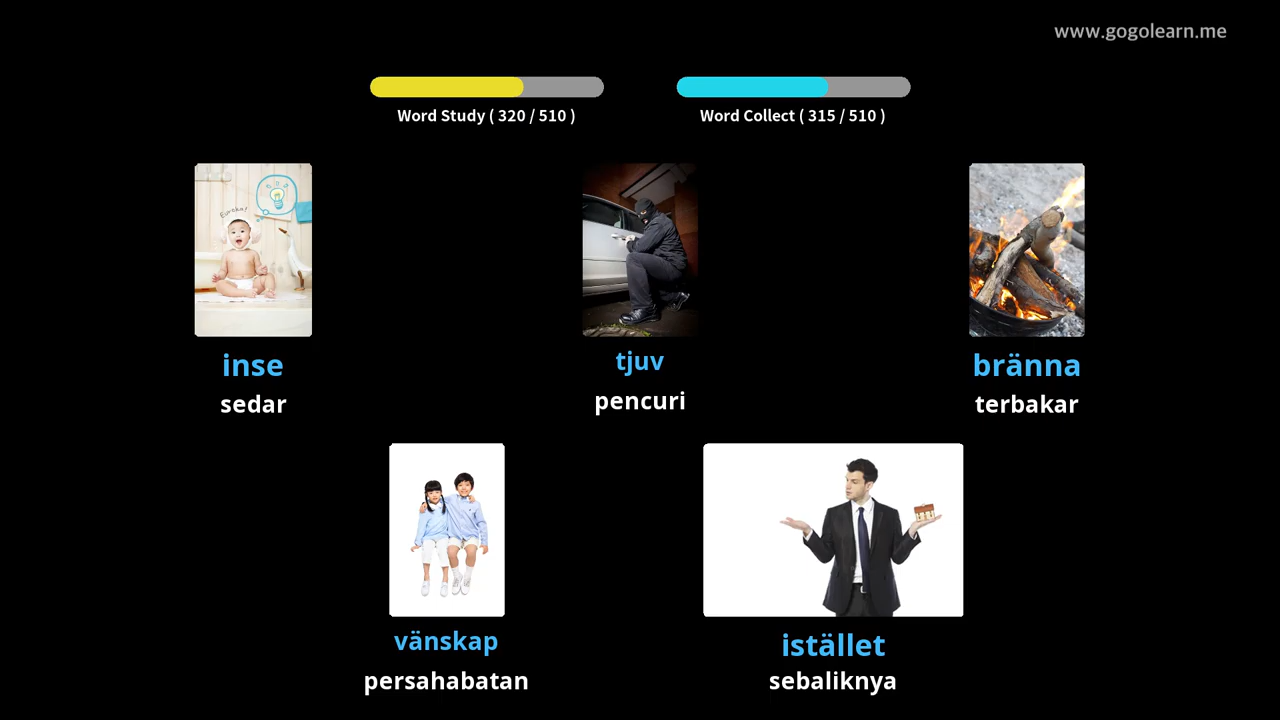 www.gogolearn.me
Word Study ( 320 / 510 )
Word Collect ( 315 / 510 )
Eureka!
inse
tjuv
bränna
sedar
pencuri
terbakar
vänskap
istället
persahabatan
sebaliknya